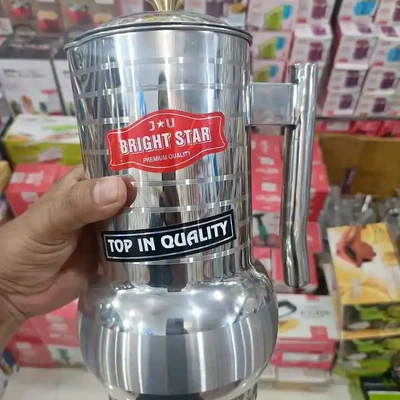 J★U
BRIGHT STAR
PREMIUM QUALITY
TOP IN QUALITY